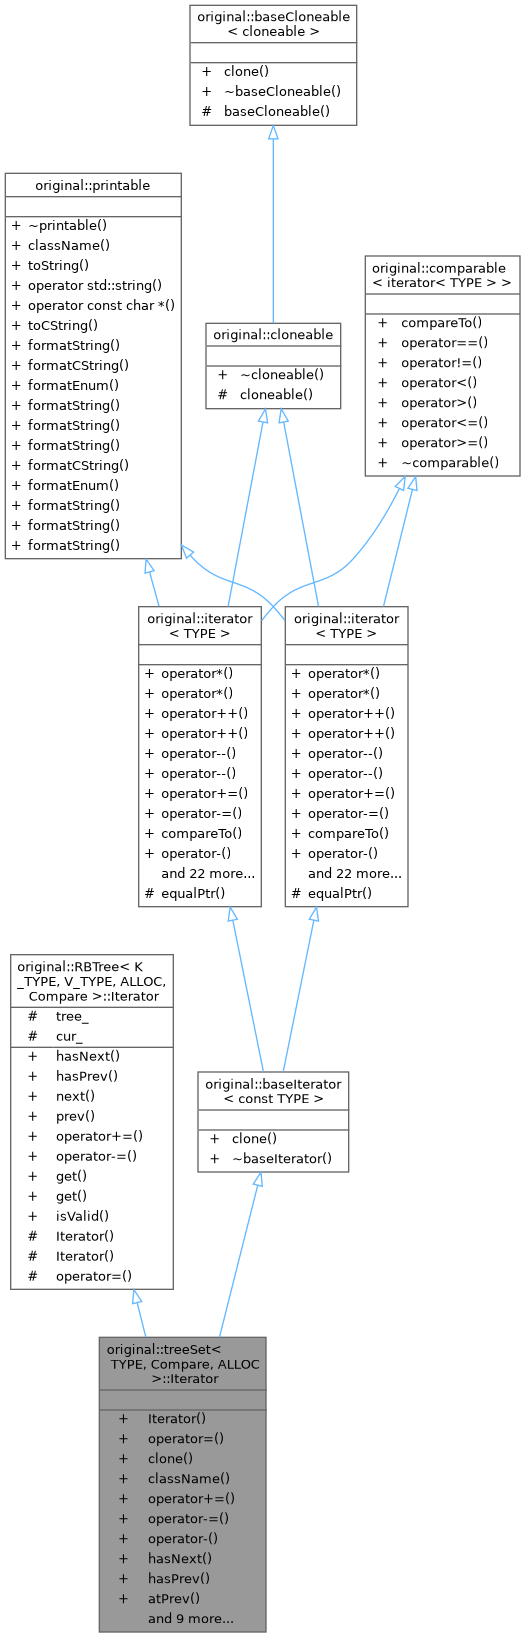 original::baseCloneable
< cloneable >
+ clone()
+ ~baseCloneable()
# baseCloneable()
original::printable
+ ~printable()
+ className()
+ toString()
+ operator std::string()
+ operator const char *()
+ toCString()
+ formatString()
+ formatCString()
+ formatEnum()
+ formatString()
+ formatString()
+ formatString()
+ formatCString()
+ formatEnum()
+ formatString()
+ formatString()
+ formatString()
original::comparable
< iterator< TYPE > >
+ compareTo()
+ operator==()
+ operator!=()
+ operator<()
+ operator>()
+ operator<=()
+ operator>=()
+ ~comparable()
original::cloneable
+ ~cloneable()
# cloneable()
original::iterator
< TYPE >
+ operator*()
+ operator*()
+ operator++()
+ operator++()
+ operator--()
+ operator--()
+ operator+=()
+ operator-=()
+ compareTo()
+ operator-()
and 22 more...
# equalPtr()
original::iterator
< TYPE >
+ operator*()
+ operator*()
+ operator++()
+ operator++()
+ operator--()
+ operator--()
+ operator+=()
+ operator-=()
+ compareTo()
+ operator-()
and 22 more...
# equalPtr()
original::RBTree< K
_TYPE, V_TYPE, ALLOC,
Compare >::Iterator
# tree_
# cur_
+ hasNext()
+ hasPrev()
+ next()
+ prev()
+ operator+=()
+ operator-=()
+ get()
+ get()
+ isValid()
# Iterator()
# Iterator()
# operator=()
original::baseIterator
< const TYPE >
+ clone()
+ ~baseIterator()
original::treeSet<
TYPE, Compare, ALLOC
>::Iterator
+ Iterator()
+ operator=()
+ clone()
+ className()
+ operator+=()
+ operator-=()
+ operator-()
+ hasNext()
+ hasPrev()
+ atPrev()
and 9 more...